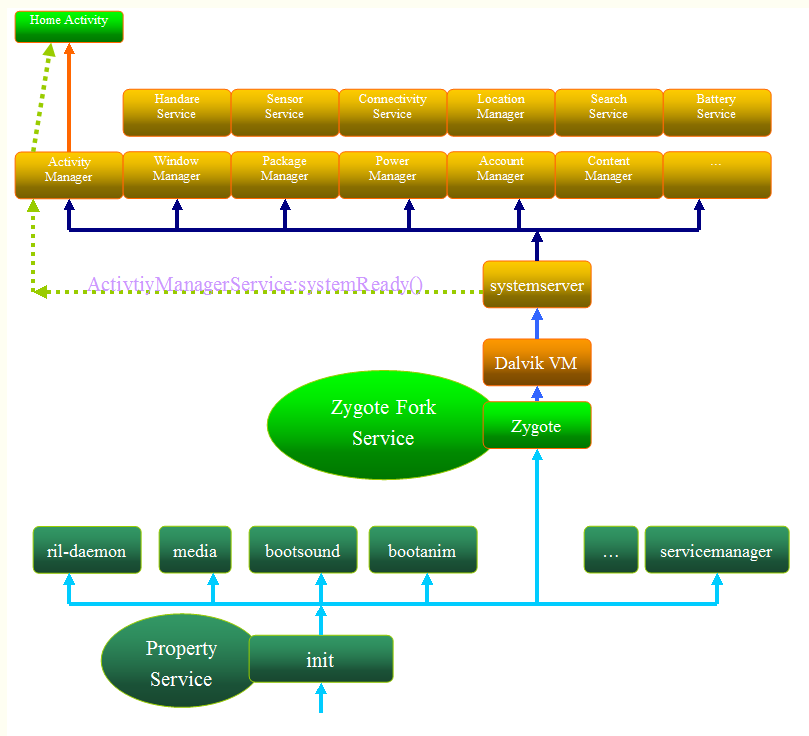 Home Activity
Handare
Service
Sensor
Service
Connectivity
Service
Location
Manager
Search
Service
Battery
Service
Activity
Manager
Window
Manager
Package
Manager
Power
Manager
Account
Manager
Content
Manager
...
ActivtiyManagerService:systemReady()
systemserver
Dalvik VM
Zygote Fork
Service
Zygote
ril-daemon
media
bootsound
bootanim
...
servicemanager
Property
Service
init